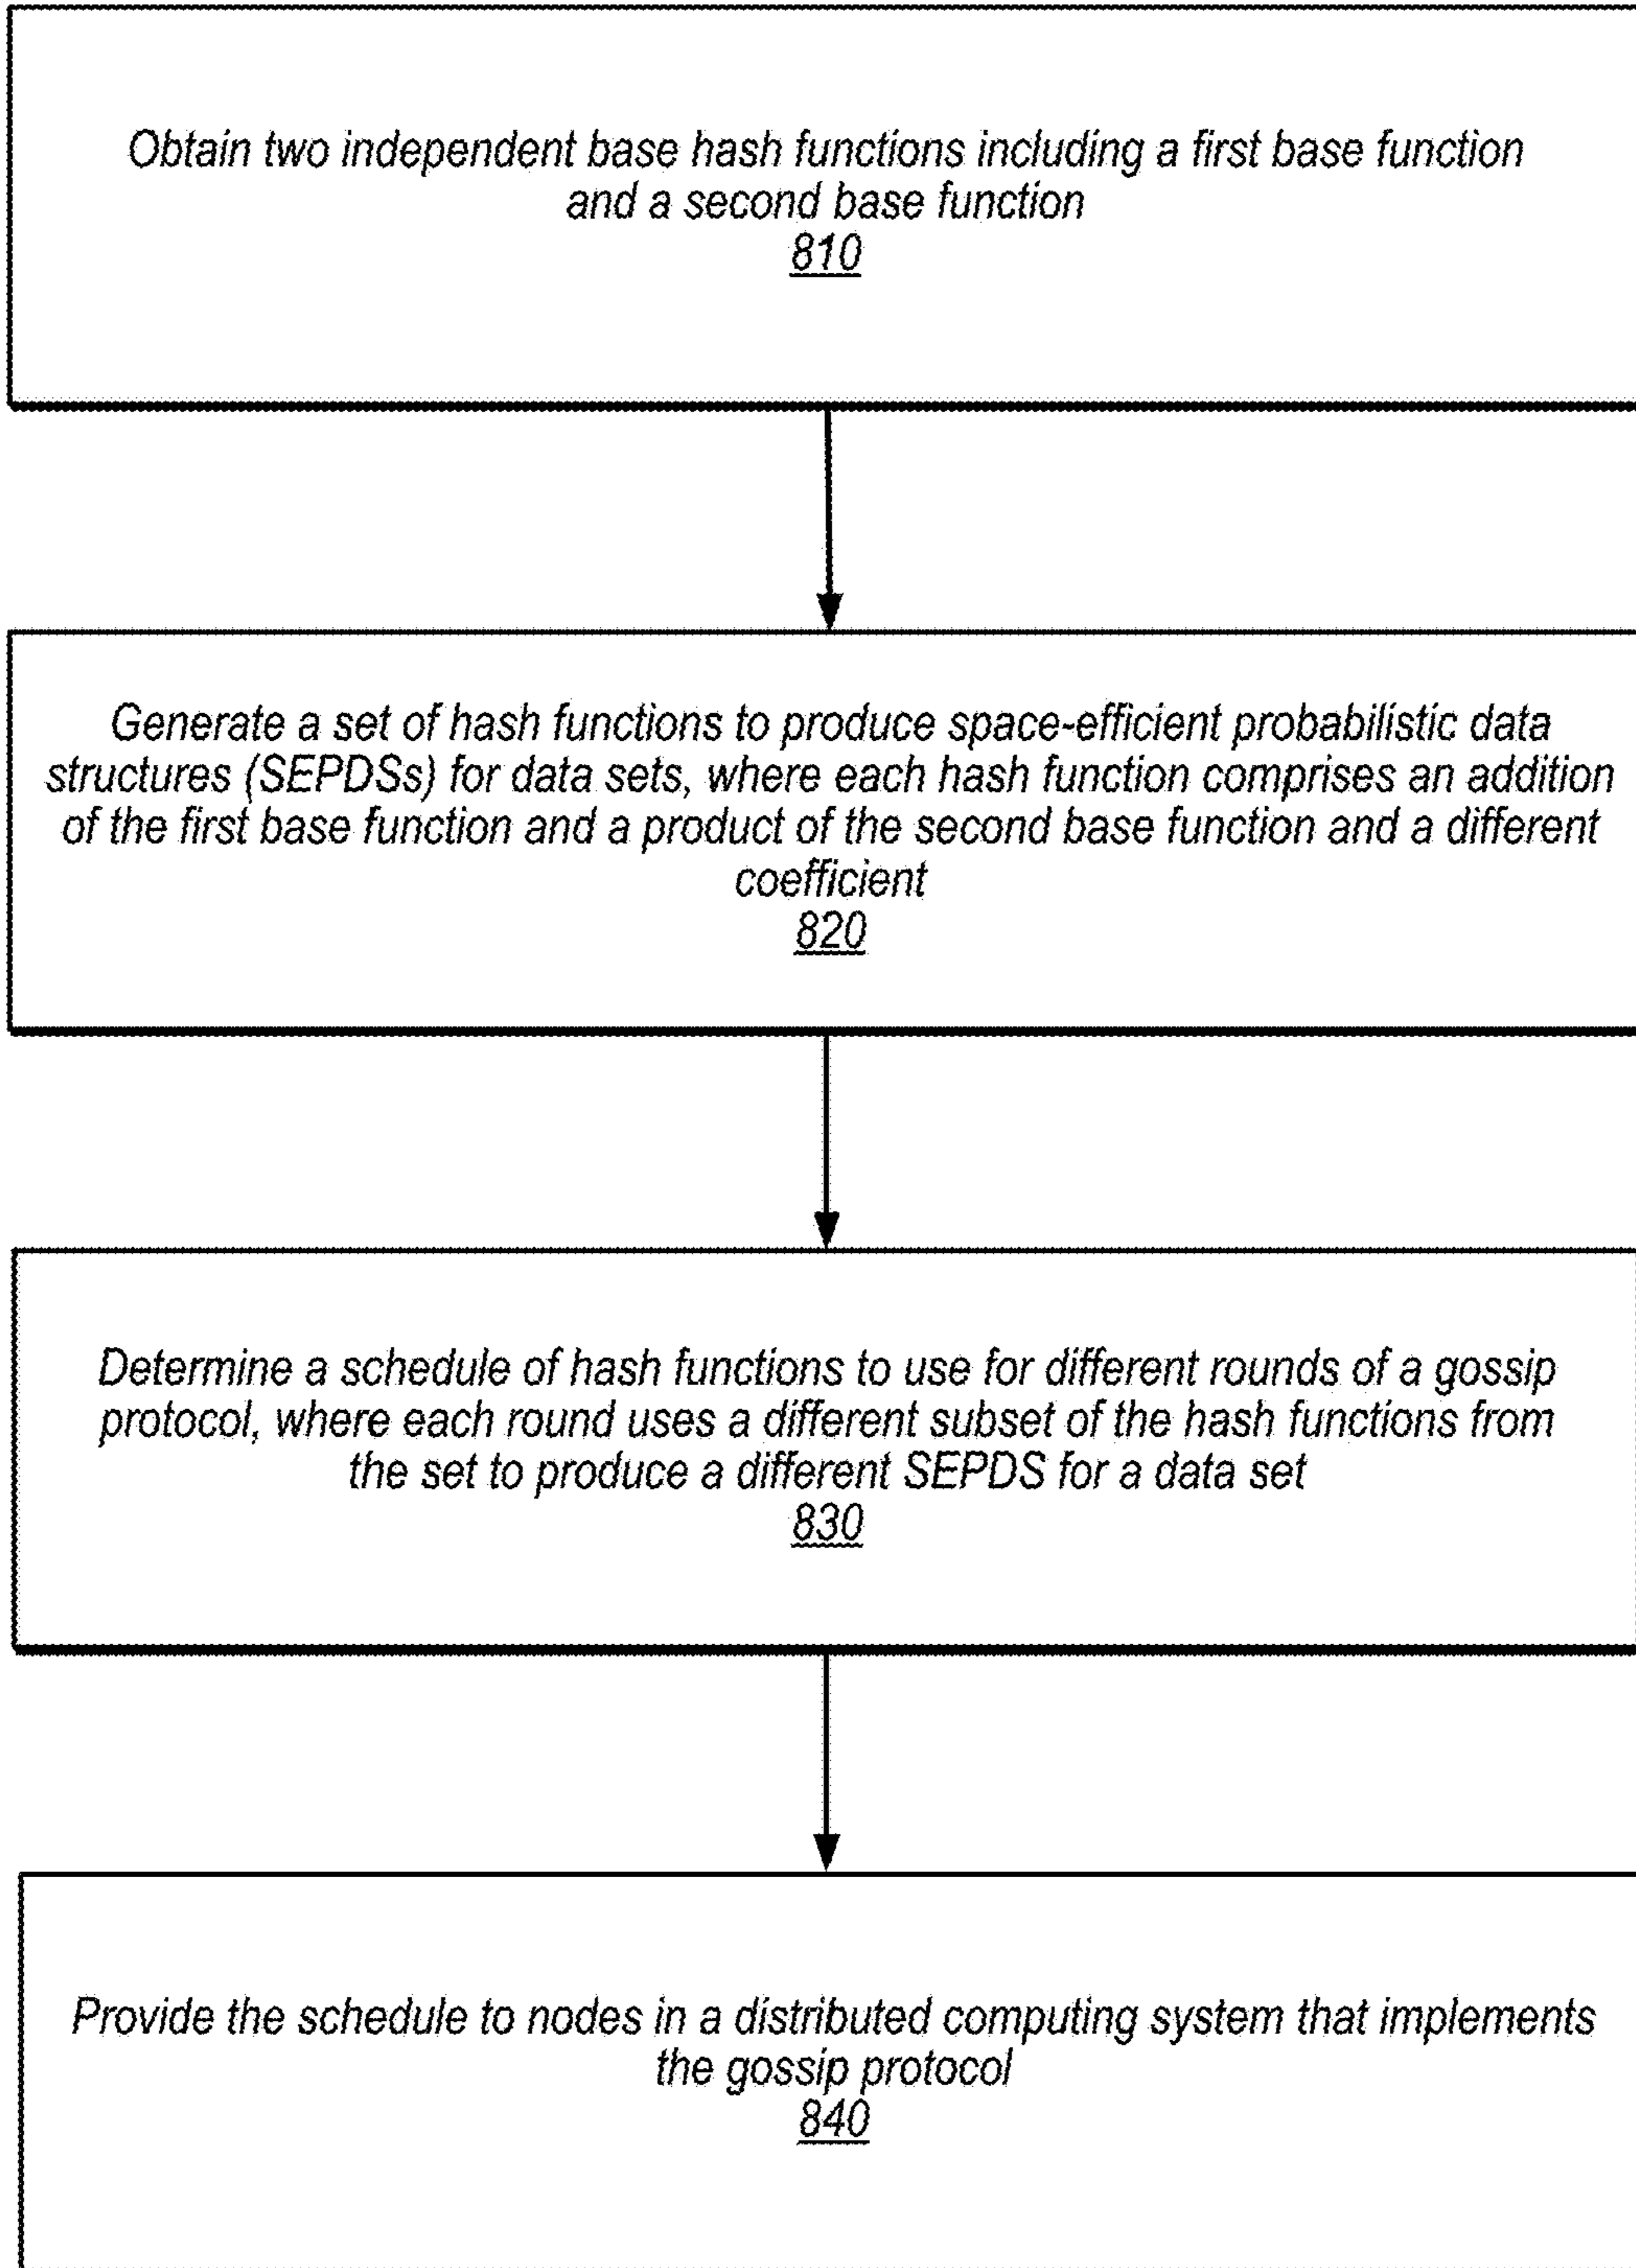 Obtain two independent base hash functions including a first base function
and a second base function
810
Generate a set of hash functions to produce space-efficient probabilistic data
structures (SEPDSs) for data sets, where each hash function comprises an addition
of the first base function and a product of the second base function and a different
coefficient
820
Determine a schedule of hash functions to use for different rounds of a gossip
protocol, where each round uses a different subset of the hash functions from
the set to produce a different SEPDS for a data set
830
Provide the schedule to nodes in a distributed computing system that implements
the gossip protocol
840